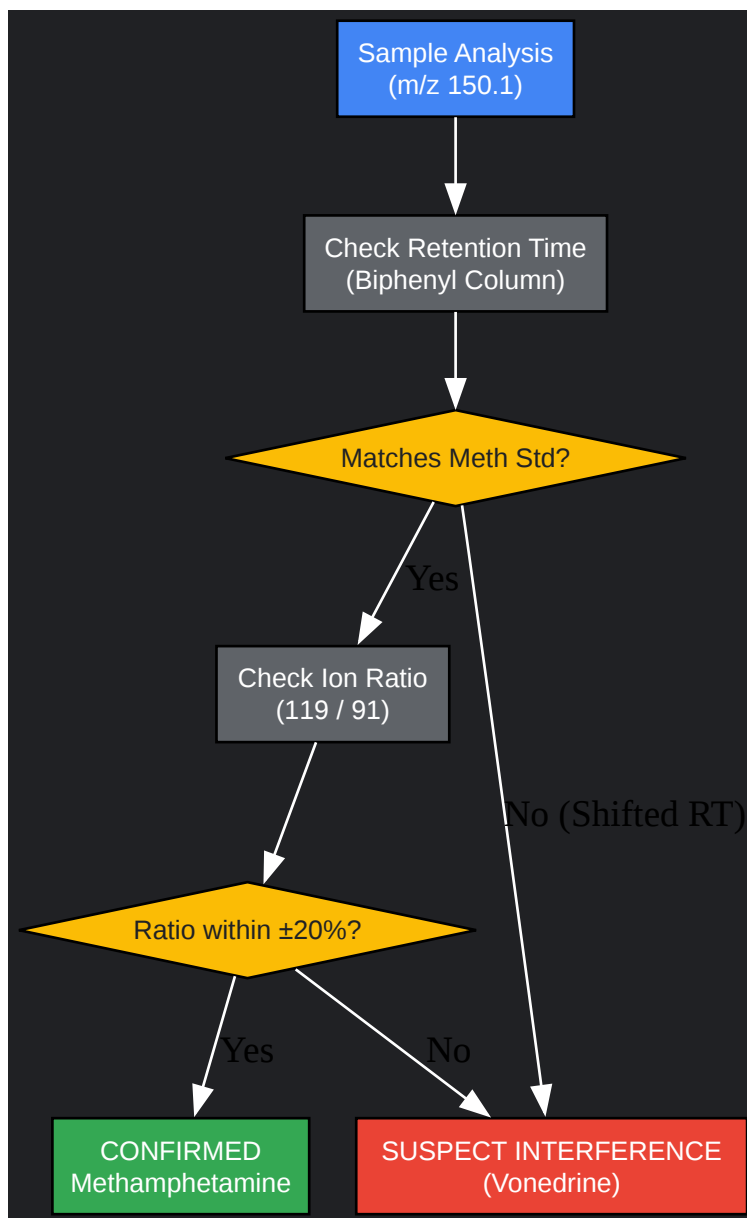 Sample Analysis
(m/z 150.1)
Check Retention Time
(Biphenyl Column)
Matches Meth Std?
Yes
Check Ion Ratio
(119 / 91)
No (Shifted RT)
Ratio within ±20%?
Yes
No
CONFIRMED
Methamphetamine
SUSPECT INTERFERENCE
(Vonedrine)